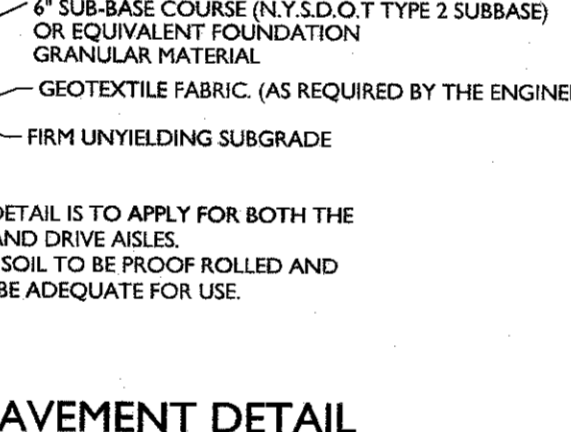 6" SUB-BASE COURSE (N.Y.S.D.O.T TYPE 2 SUBBASE)
OR EQUIVALENT FOUNDATION
GRANULAR MATERIAL
GEOTEXTILE FABRIC. (AS REQUIRED BY THE ENGINE
FIRM UNYIELDING SUBGRADE
DETAIL IS TO APPLY FOR BOTH THE
AND DRIVE AISLES.
SOIL TO BE PROOF ROLLED AND
BE ADEQUATE FOR USE.
AVEMENT DETAIL